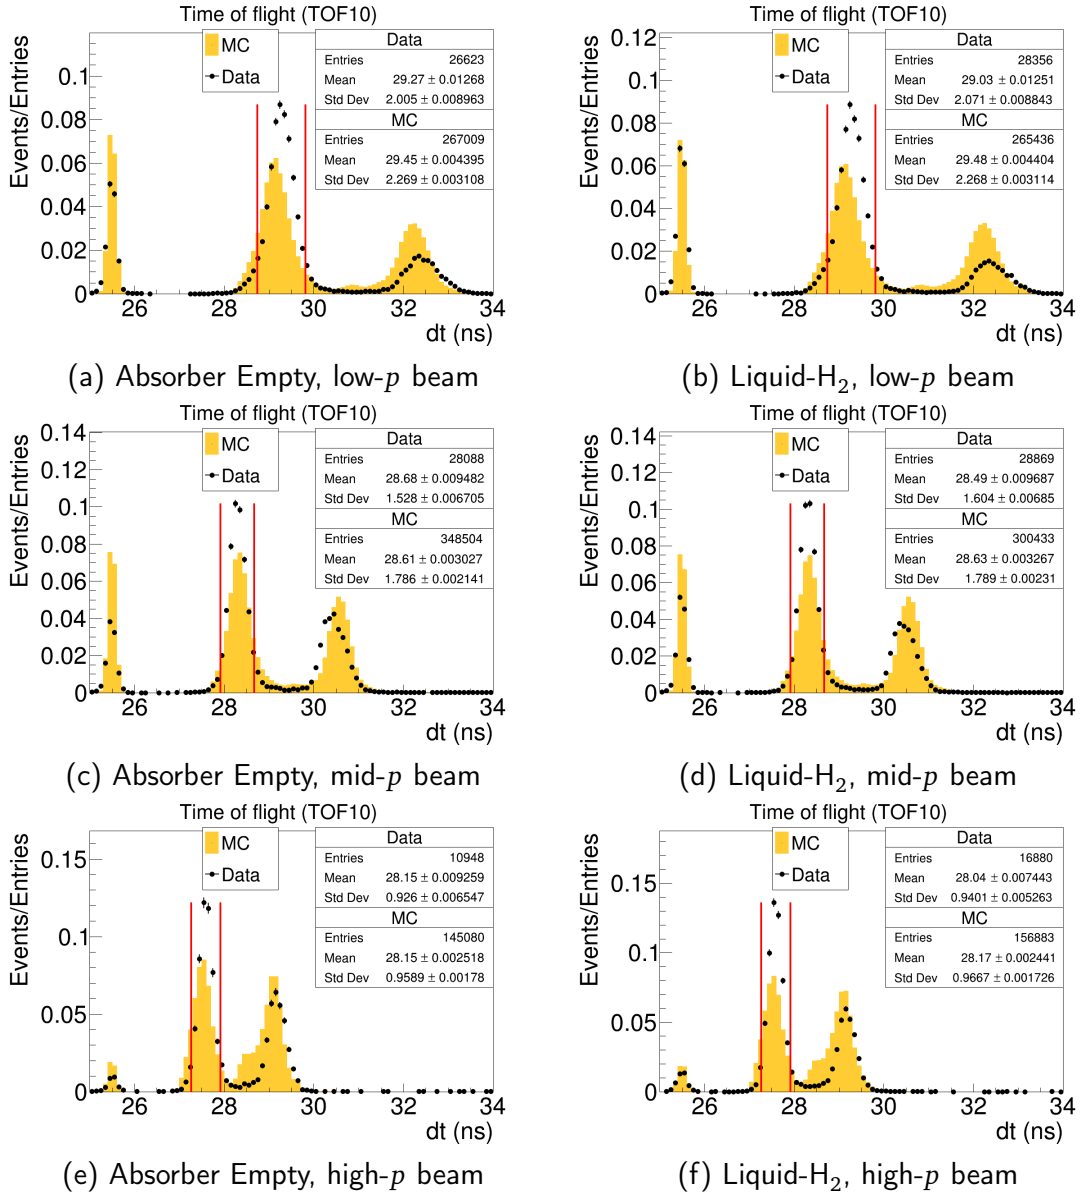 Time of flight (TOF10)
Events/Entries
MC
Data
Data
Entries 26623
Mean 29.27 ± 0.01268
Std Dev 2.005 ± 0.008963
MC
Entries 267009
Mean 29.45 ± 0.004395
Std Dev 2.269 ± 0.003108
0.1
0.08
0.06
0.04
0.02
0
26 28 30 32 34
dt (ns)
(a) Absorber Empty, low-p beam
Time of flight (TOF10)
Events/Entries
MC
Data
Data
Entries 28356
Mean 29.03 ± 0.01251
Std Dev 2.071 ± 0.008843
MC
Entries 265436
Mean 29.48 ± 0.004404
Std Dev 2.268 ± 0.003114
0.12
0.1
0.08
0.06
0.04
0.02
0
26 28 30 32 34
dt (ns)
(b) Liquid-H₂, low-p beam
Time of flight (TOF10)
Events/Entries
MC
Data
Data
Entries 28088
Mean 28.68 ± 0.009482
Std Dev 1.528 ± 0.006705
MC
Entries 348504
Mean 28.61 ± 0.003027
Std Dev 1.786 ± 0.002141
0.14
0.12
0.1
0.08
0.06
0.04
0.02
0
26 28 30 32 34
dt (ns)
(c) Absorber Empty, mid-p beam
Time of flight (TOF10)
Events/Entries
MC
Data
Data
Entries 28869
Mean 28.49 ± 0.009687
Std Dev 1.604 ± 0.00685
MC
Entries 300433
Mean 28.63 ± 0.003267
Std Dev 1.789 ± 0.00231
0.14
0.12
0.1
0.08
0.06
0.04
0.02
0
26 28 30 32 34
dt (ns)
(d) Liquid-H₂, mid-p beam
Time of flight (TOF10)
Events/Entries
MC
Data
Data
Entries 10948
Mean 28.15 ± 0.009259
Std Dev 0.926 ± 0.006547
MC
Entries 145080
Mean 28.15 ± 0.002518
Std Dev 0.9589 ± 0.00178
0.15
0.1
0.05
0
26 28 30 32 34
dt (ns)
(e) Absorber Empty, high-p beam
Time of flight (TOF10)
Events/Entries
MC
Data
Data
Entries 16880
Mean 28.04 ± 0.007443
Std Dev 0.9401 ± 0.005263
MC
Entries 156883
Mean 28.17 ± 0.002441
Std Dev 0.9667 ± 0.001726
0.15
0.1
0.05
0
26 28 30 32 34
dt (ns)
(f) Liquid-H₂, high-p beam